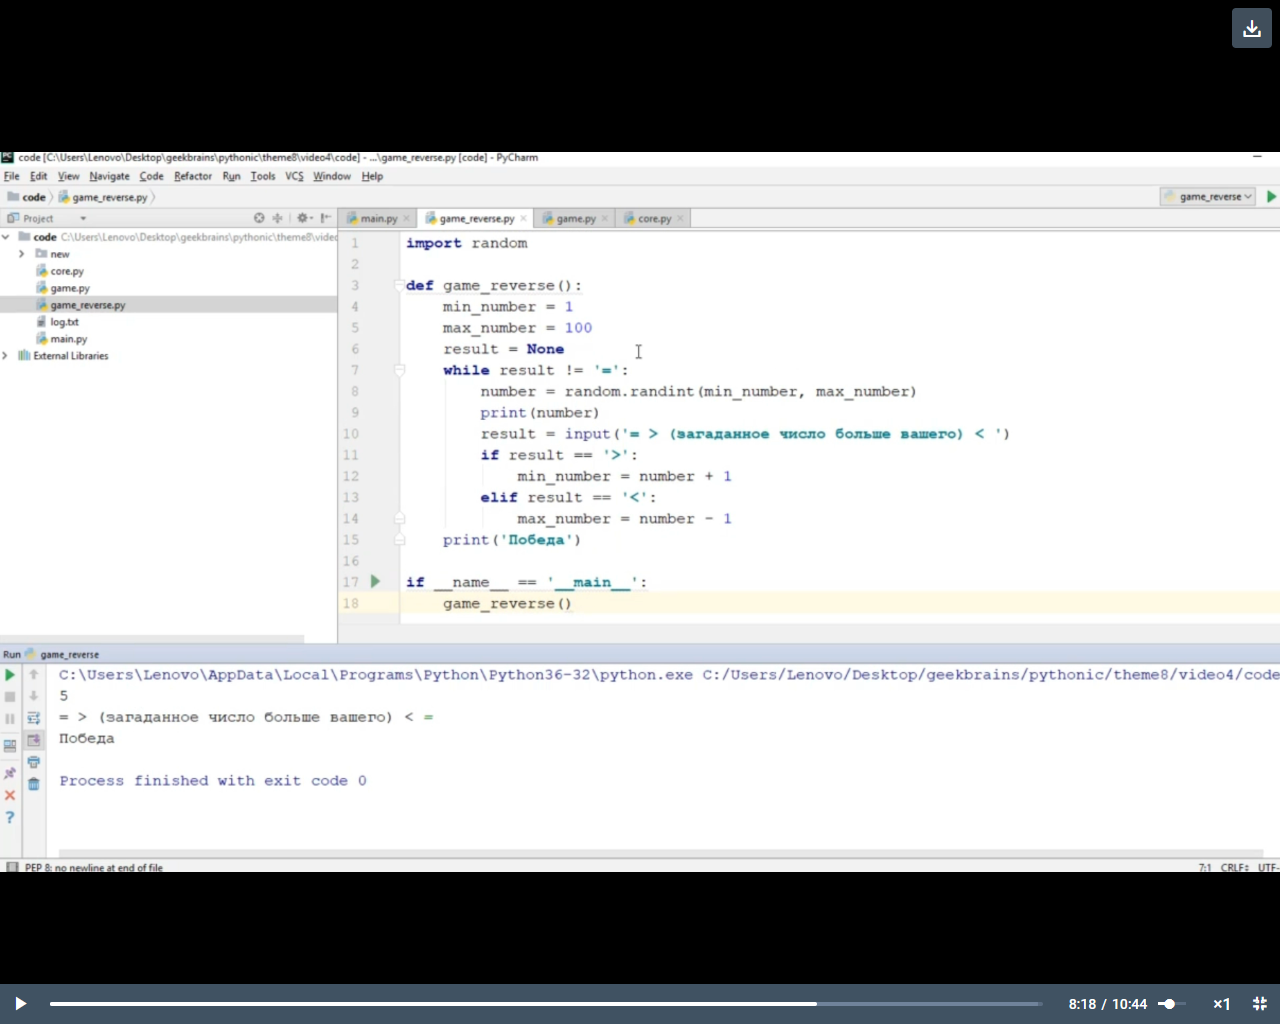 code [C:\Users\Lenovo\Desktop\geekbrains\pythonic\theme8\video4\code] - ...\game_reverse.py [code] - PyCharm
File Edit View Navigate Code Refactor Run Tools VCS Window Help
code game_reverse.py game_reverse
Project main.py game_reverse.py game.py core.py
code C:\Users\Lenovo\Desktop\geekbrains\pythonic\theme8\video
new
core.py
game.py
game_reverse.py
log.txt
main.py
External Libraries
1 import random
2
3 def game_reverse():
4 min_number = 1
5 max_number = 100
6 result = None
7 while result != '=':
8 number = random.randint(min_number, max_number)
9 print(number)
10 result = input('= > (загаданное число больше вашего) < ')
11 if result == '>':
12 min_number = number + 1
13 elif result == '<':
14 max_number = number - 1
15 print('Победа')
16
17 if __name__ == '__main__':
18 game_reverse()
Run game_reverse
C:\Users\Lenovo\AppData\Local\Programs\Python\Python36-32\python.exe C:/Users/Lenovo/Desktop/geekbrains/pythonic/theme8/video4/code
5
= > (загаданное число больше вашего) < =
Победа
Process finished with exit code 0
PEP 8: no newline at end of file 7:1 CRLF÷ UTF-
8:18 / 10:44 ×1